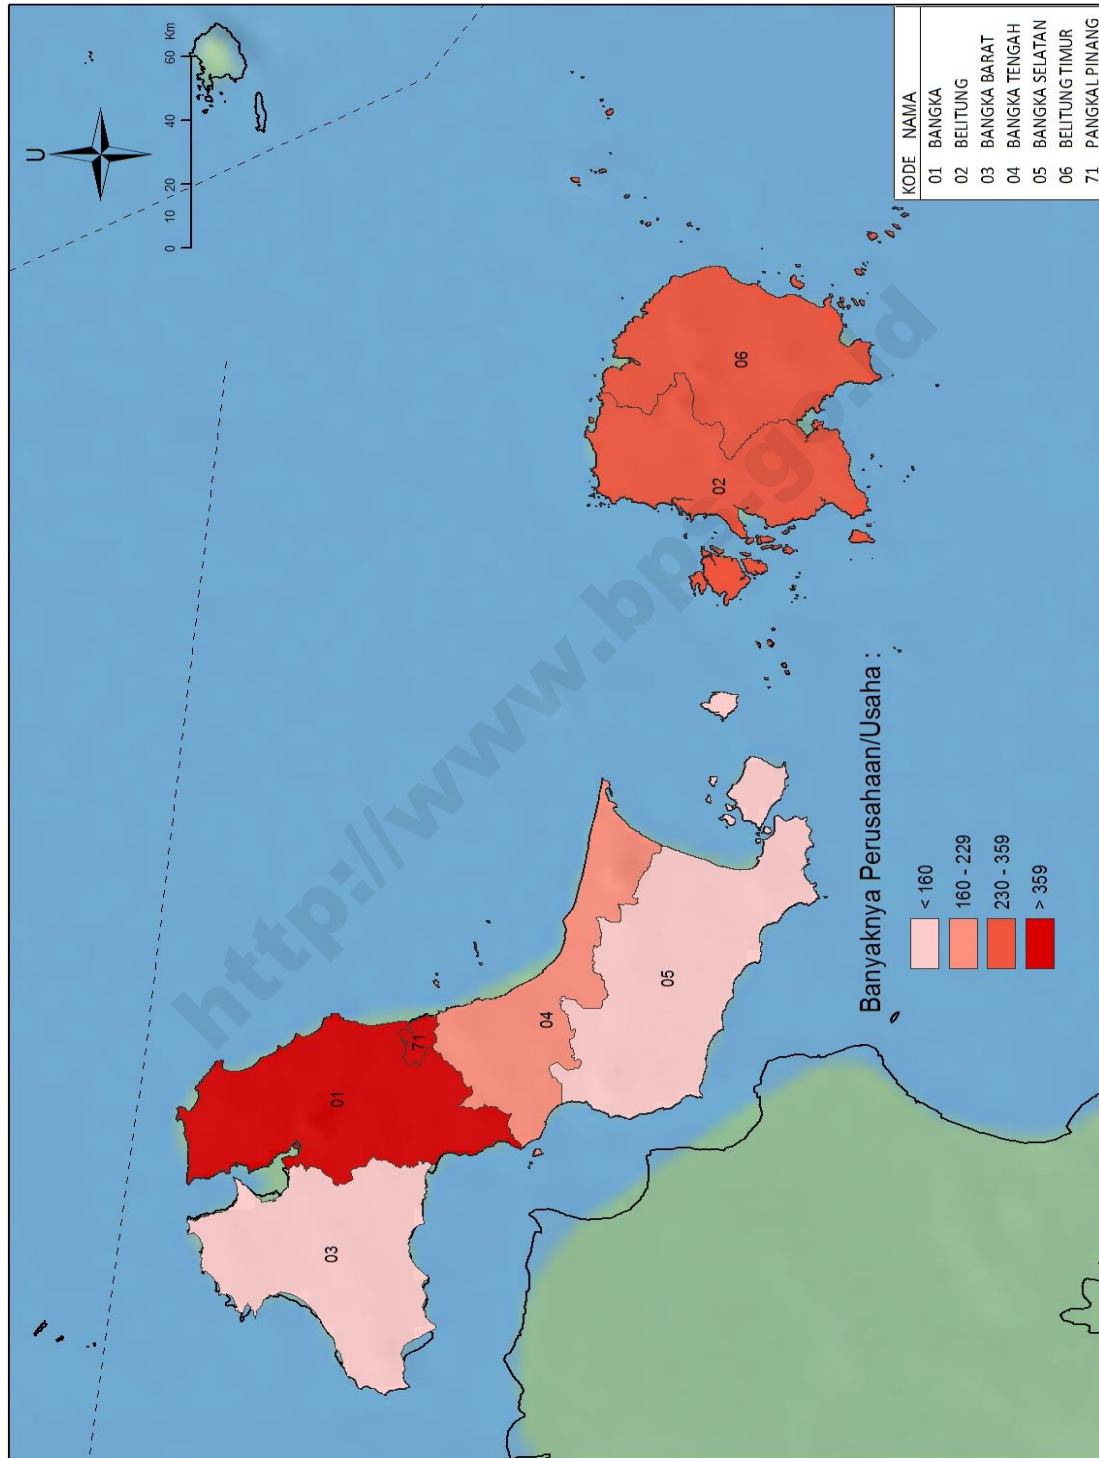 U
0 10 20 40 60 Km
01
71
03
04
05
02
06
Banyaknya Perusahaan/Usaha :
< 160
160 - 229
230 - 359
> 359
KODE NAMA
01 BANGKA
02 BELITUNG
03 BANGKA BARAT
04 BANGKA TENGAH
05 BANGKA SELATAN
06 BELITUNG TIMUR
71 PANGKAL PINANG
http://www.bps.go.id